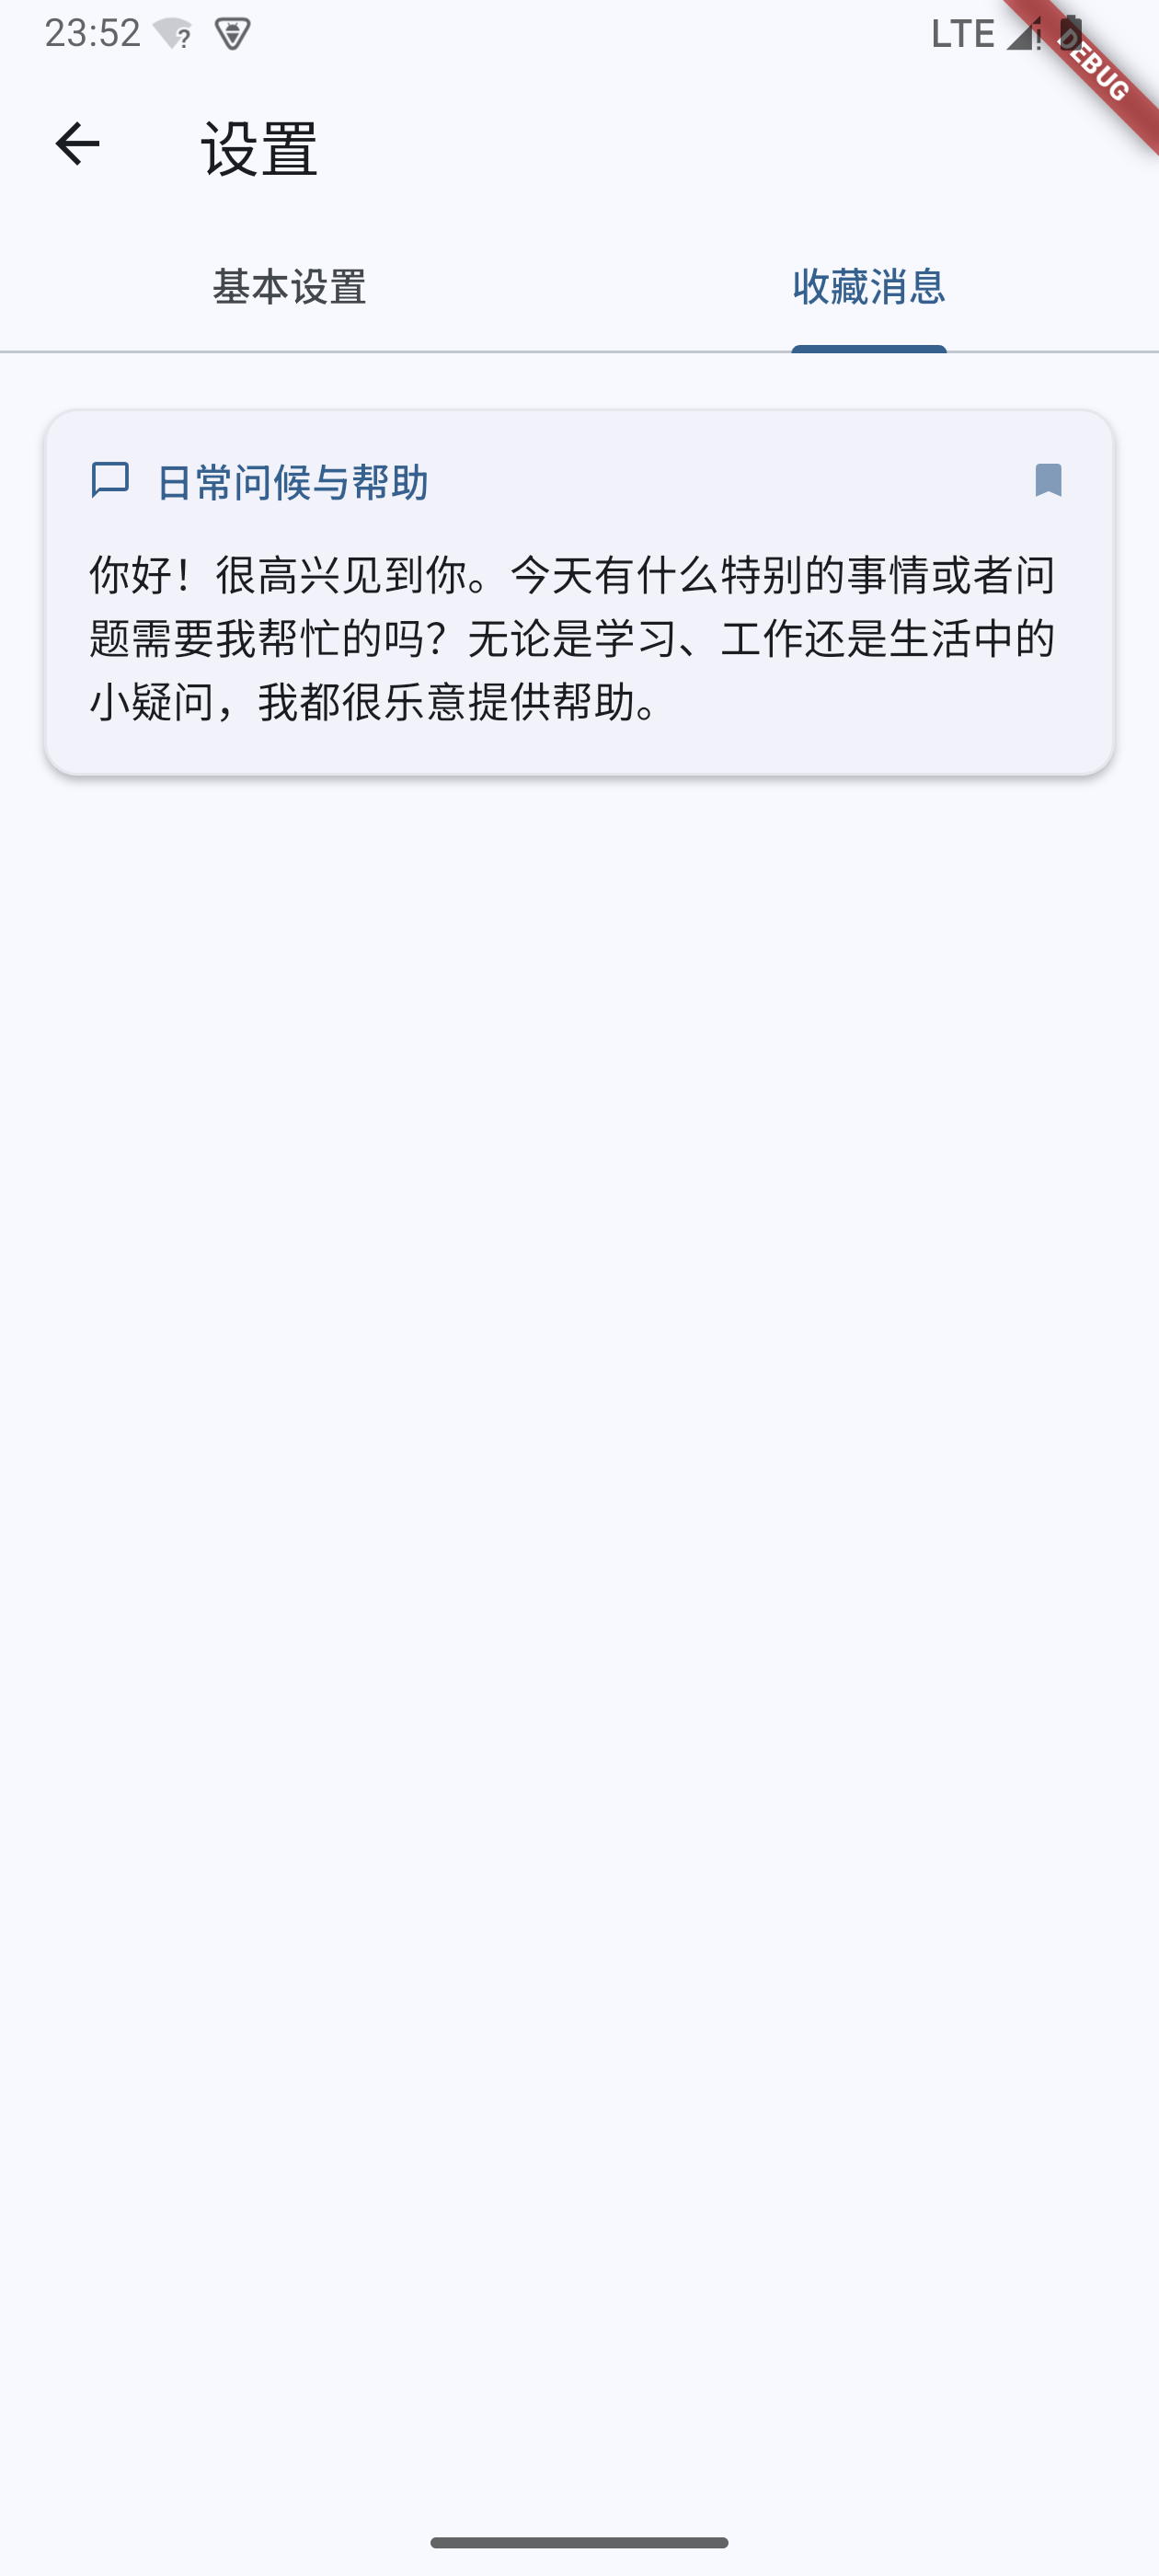 23:52
LTE
DEBUG
设置
基本设置
收藏消息
日常问候与帮助
你好！很高兴见到你。今天有什么特别的事情或者问
题需要我帮忙的吗？无论是学习、工作还是生活中的
小疑问，我都很乐意提供帮助。